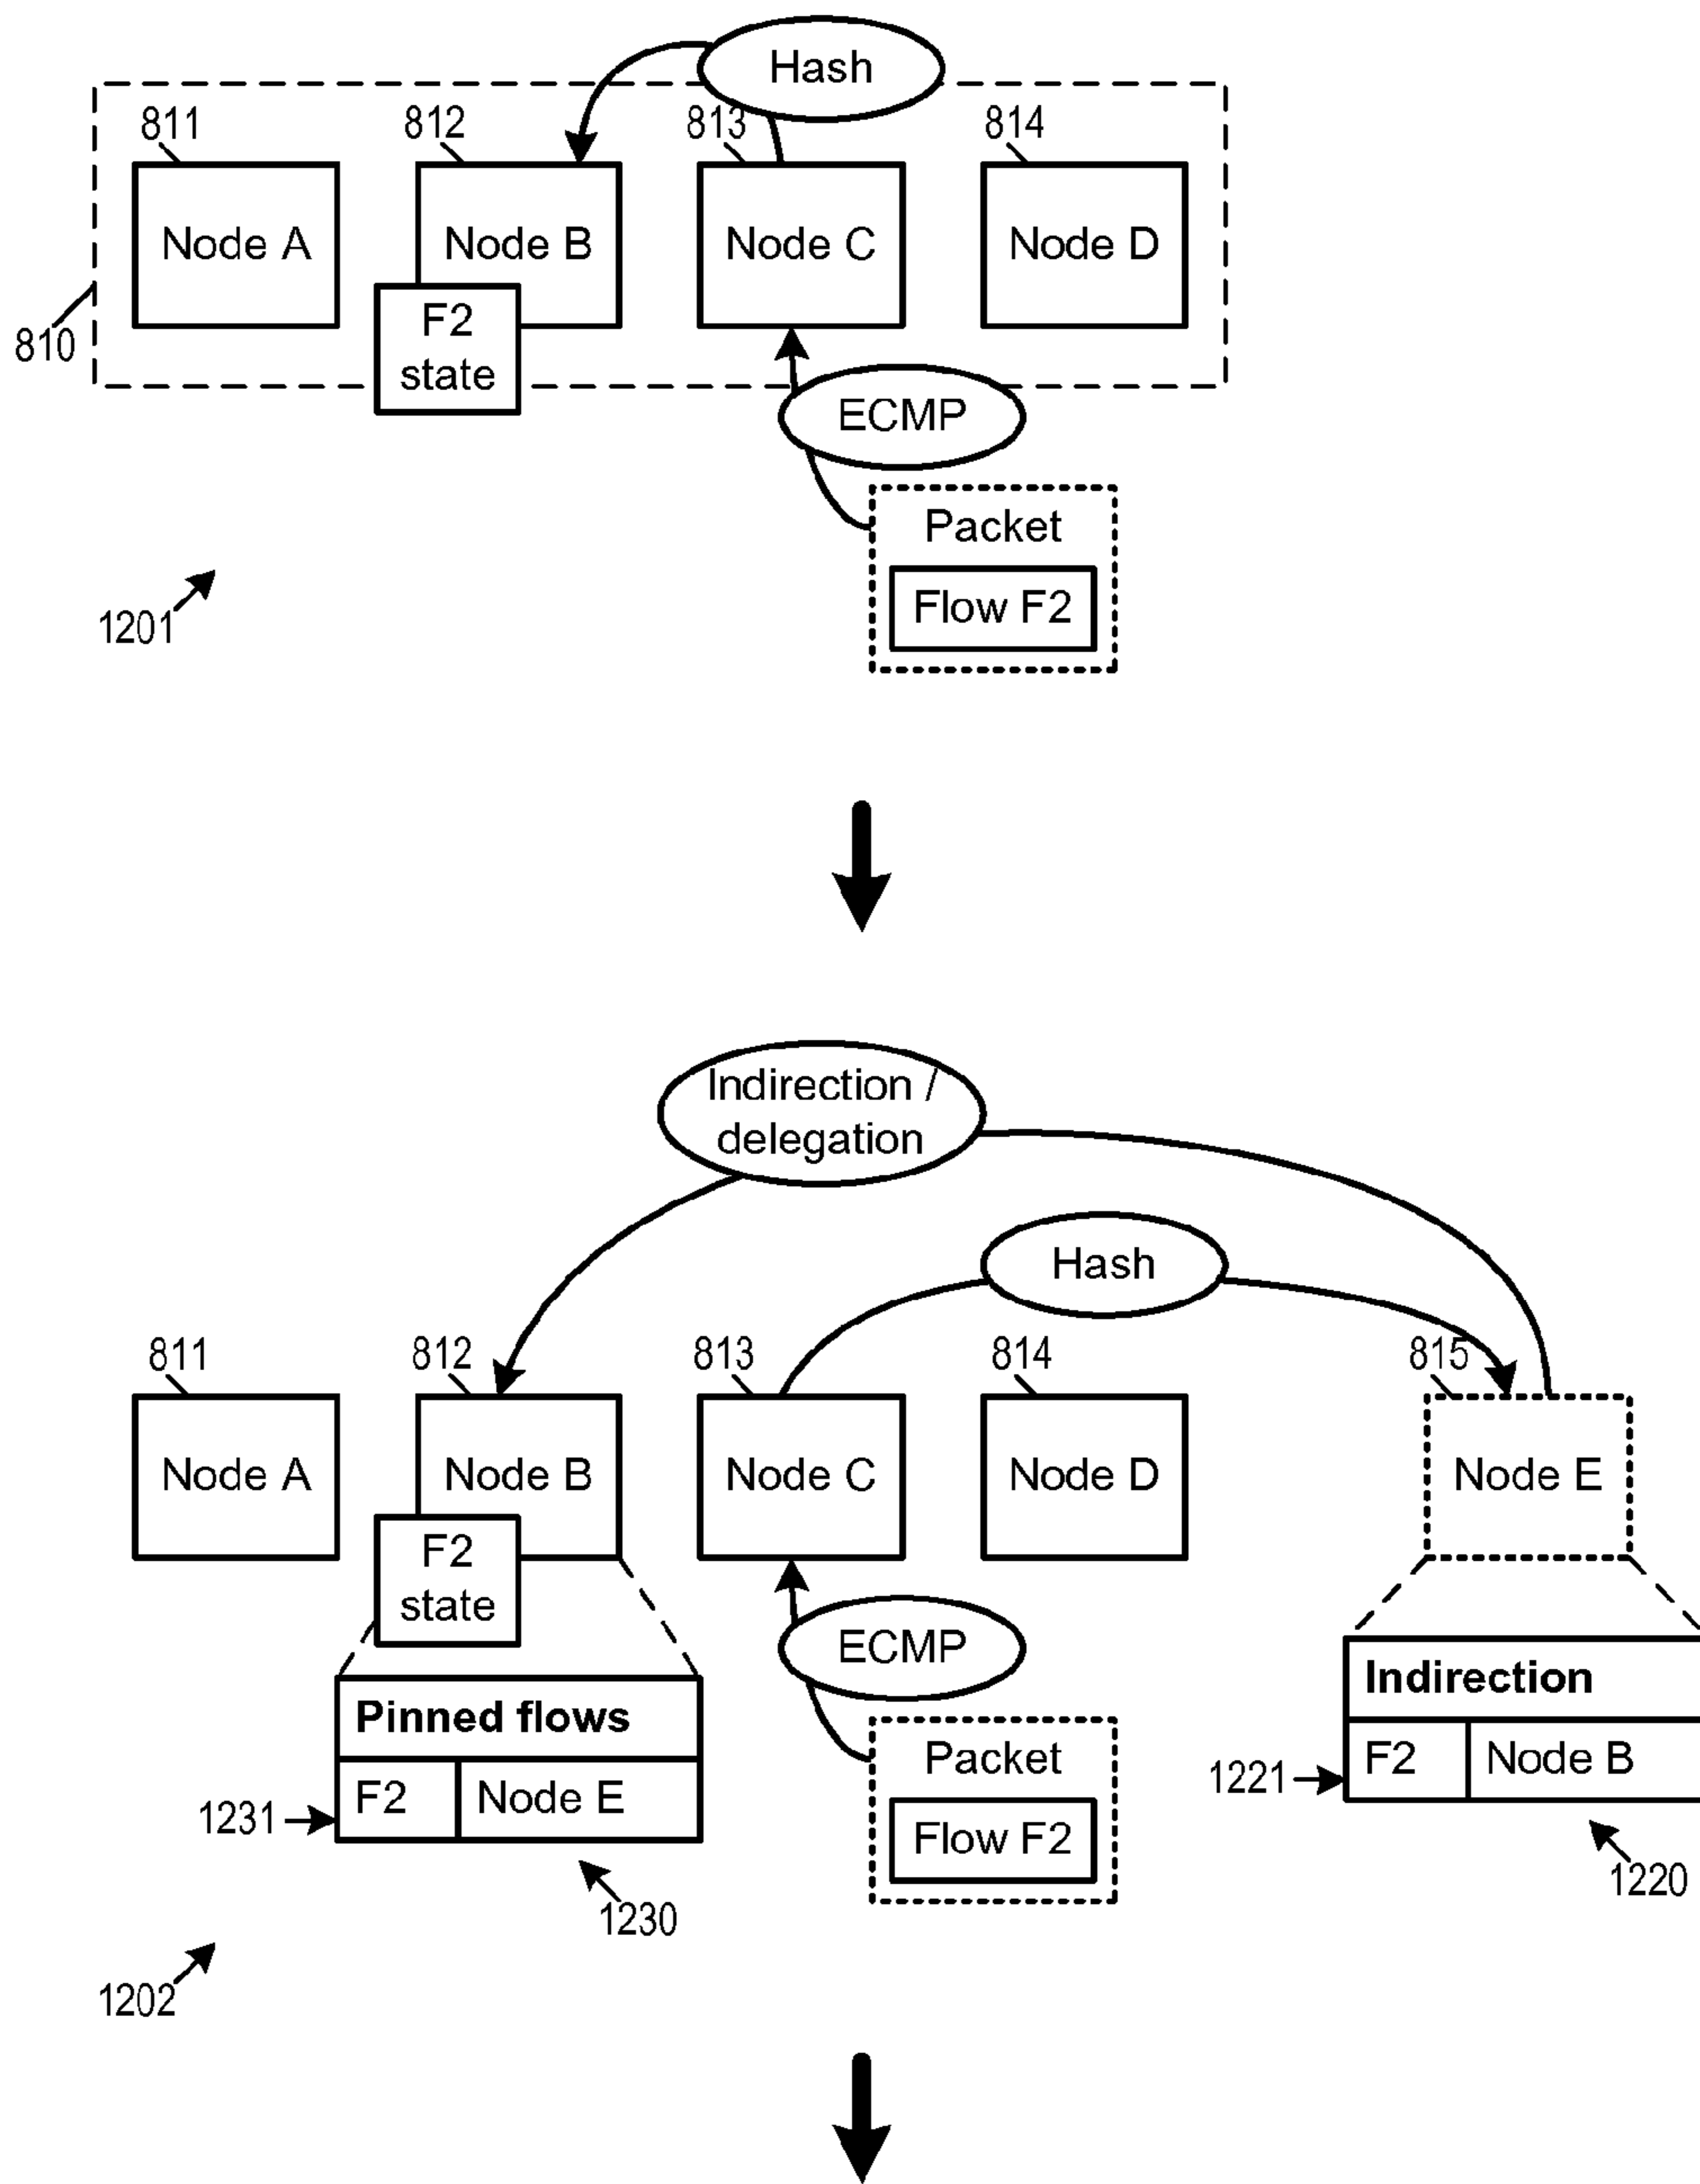 Hash
811
812
813
814
Node A
Node B
Node C
Node D
F2
state
810
ECMP
Packet
Flow F2
1201
Indirection /
delegation
Hash
811
812
813
814
815
Node A
Node B
Node C
Node D
Node E
F2
state
ECMP
Indirection
Pinned flows
Packet
F2
Node B
1221
F2
Node E
1231
Flow F2
1220
1230
1202